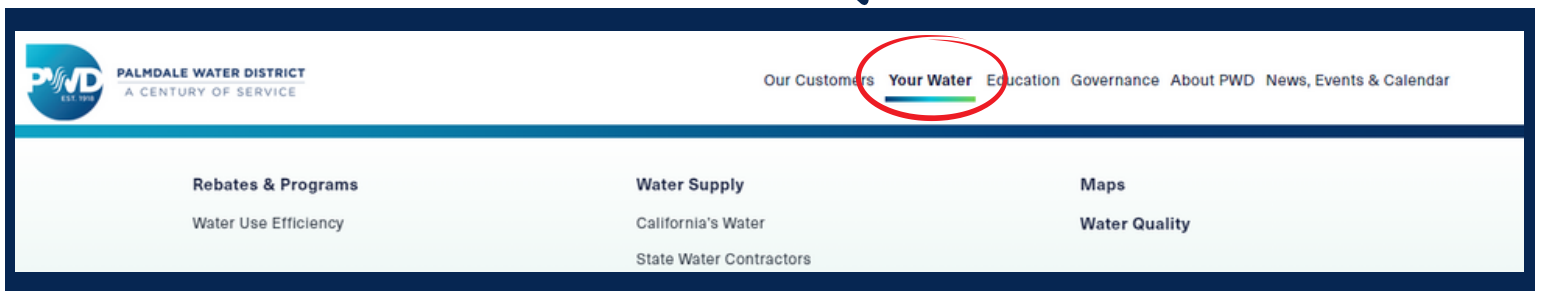 PWD
EST. 1918
PALMDALE WATER DISTRICT
A CENTURY OF SERVICE
Our Customers Your Water Education Governance About PWD News, Events & Calendar
Rebates & Programs
Water Use Efficiency
Water Supply
California's Water
State Water Contractors
Maps
Water Quality